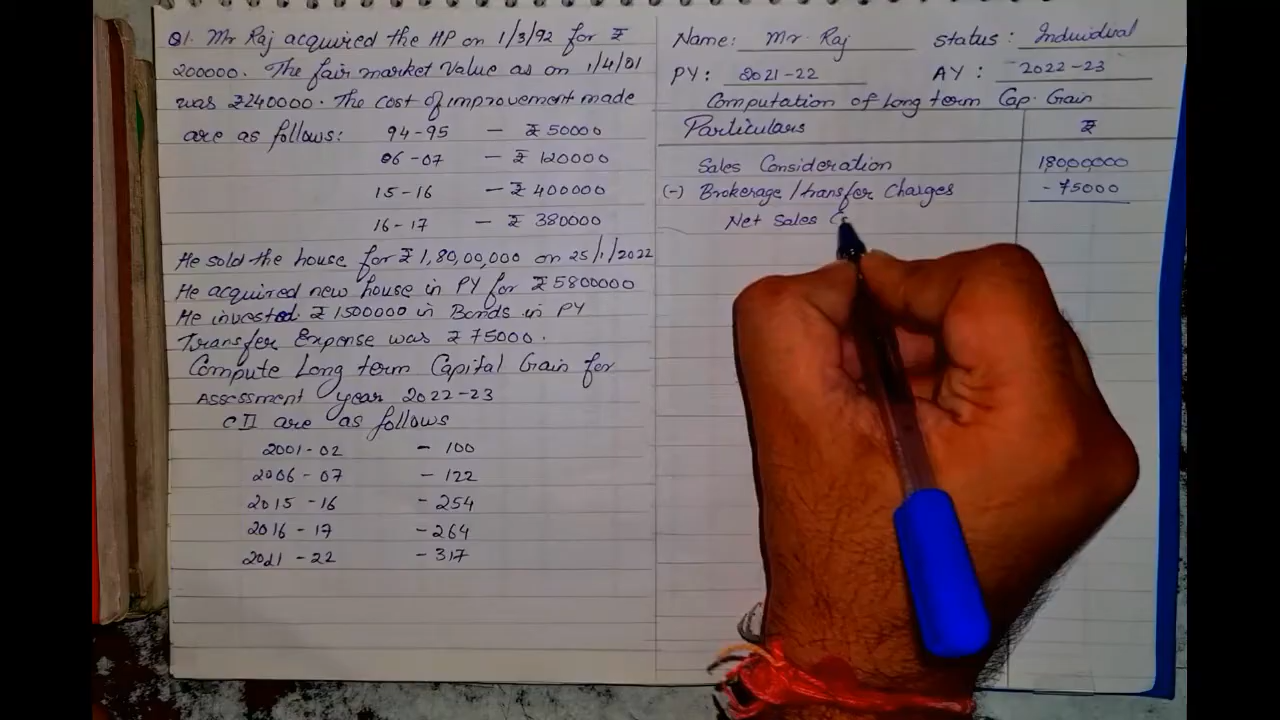 Q1. Mr Raj acquired the HP on 1/3/92 for ₹
200000. The fair market Value as on 1/4/01
was ₹240000. The Cost of improvement made
are as follows: 94-95 - ₹ 50000
06-07 - ₹ 120000
15-16 - ₹ 400000
16-17 - ₹ 380000
He sold the house for ₹ 1,80,00,000 on 25/1/2022
He acquired new house in PY for ₹ 5800000
He invested ₹ 1500000 in Bonds in PY
Transfer Expense was ₹ 75000.
Compute Long term Capital Gain for
Assessment year 2022-23
CII are as follows
2001-02 - 100
2006-07 - 122
2015-16 - 254
2016-17 - 264
2021-22 - 317
Name: Mr. Raj Status: Individual
PY: 2021-22 AY: 2022-23
Computation of Long term Cap. Gain
Particulars ₹
Sales Consideration 18000000
(-) Brokerage/transfer Charges - 75000
Net Sales C